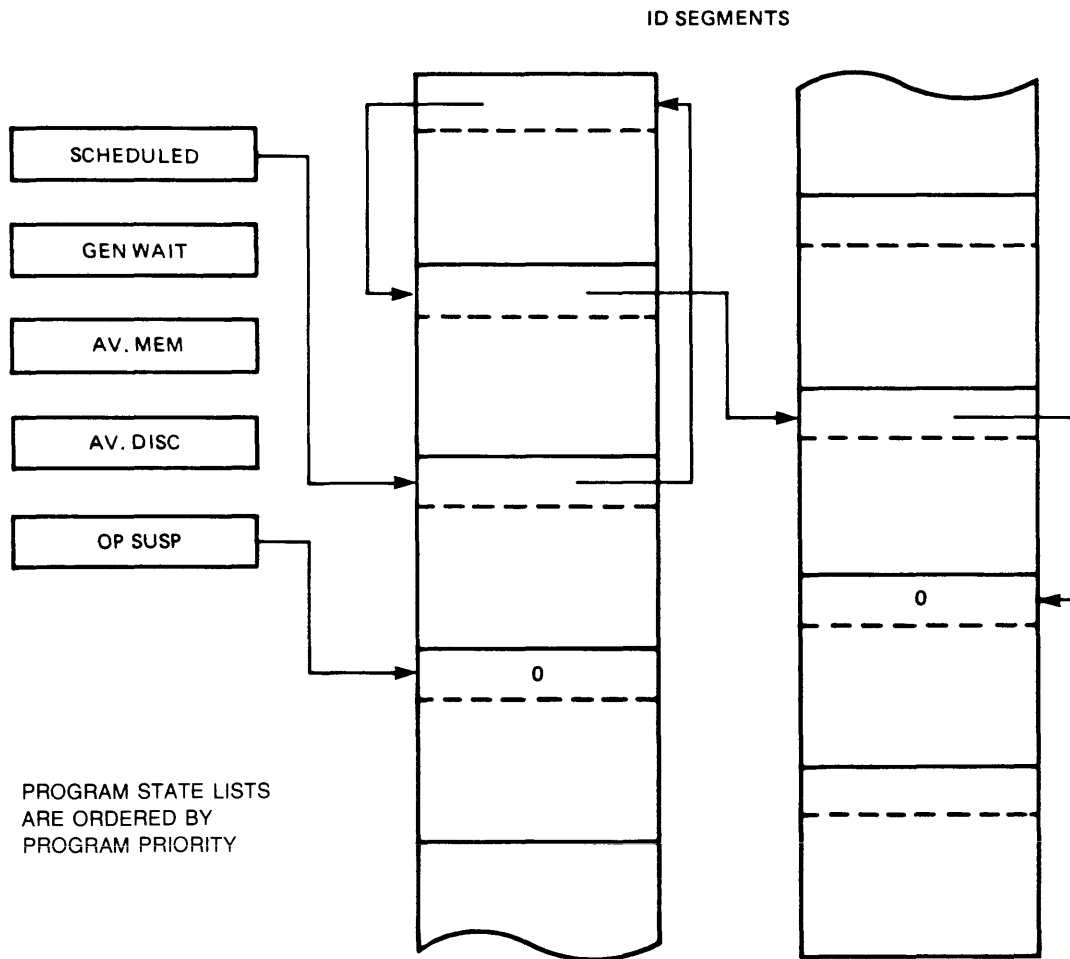 ID SEGMENTS
SCHEDULED
GEN WAIT
AV. MEM
AV. DISC
OP SUSP
0
0
PROGRAM STATE LISTS
ARE ORDERED BY
PROGRAM PRIORITY